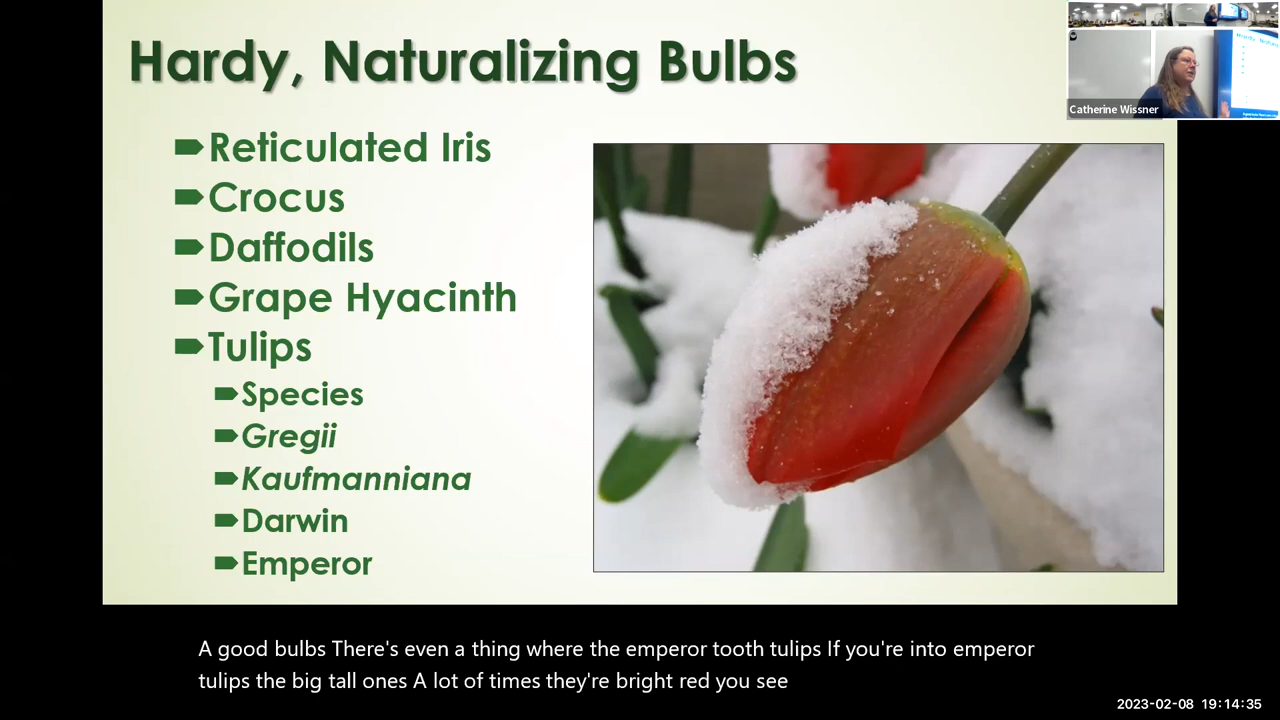 Hardy, Naturalizing Bulbs
Reticulated Iris
Crocus
Daffodils
Grape Hyacinth
Tulips
Species
Gregii
Kaufmanniana
Darwin
Emperor
Catherine Wissner
A good bulbs There's even a thing where the emperor tooth tulips If you're into emperor
tulips the big tall ones A lot of times they're bright red you see
2023-02-08 19:14:35